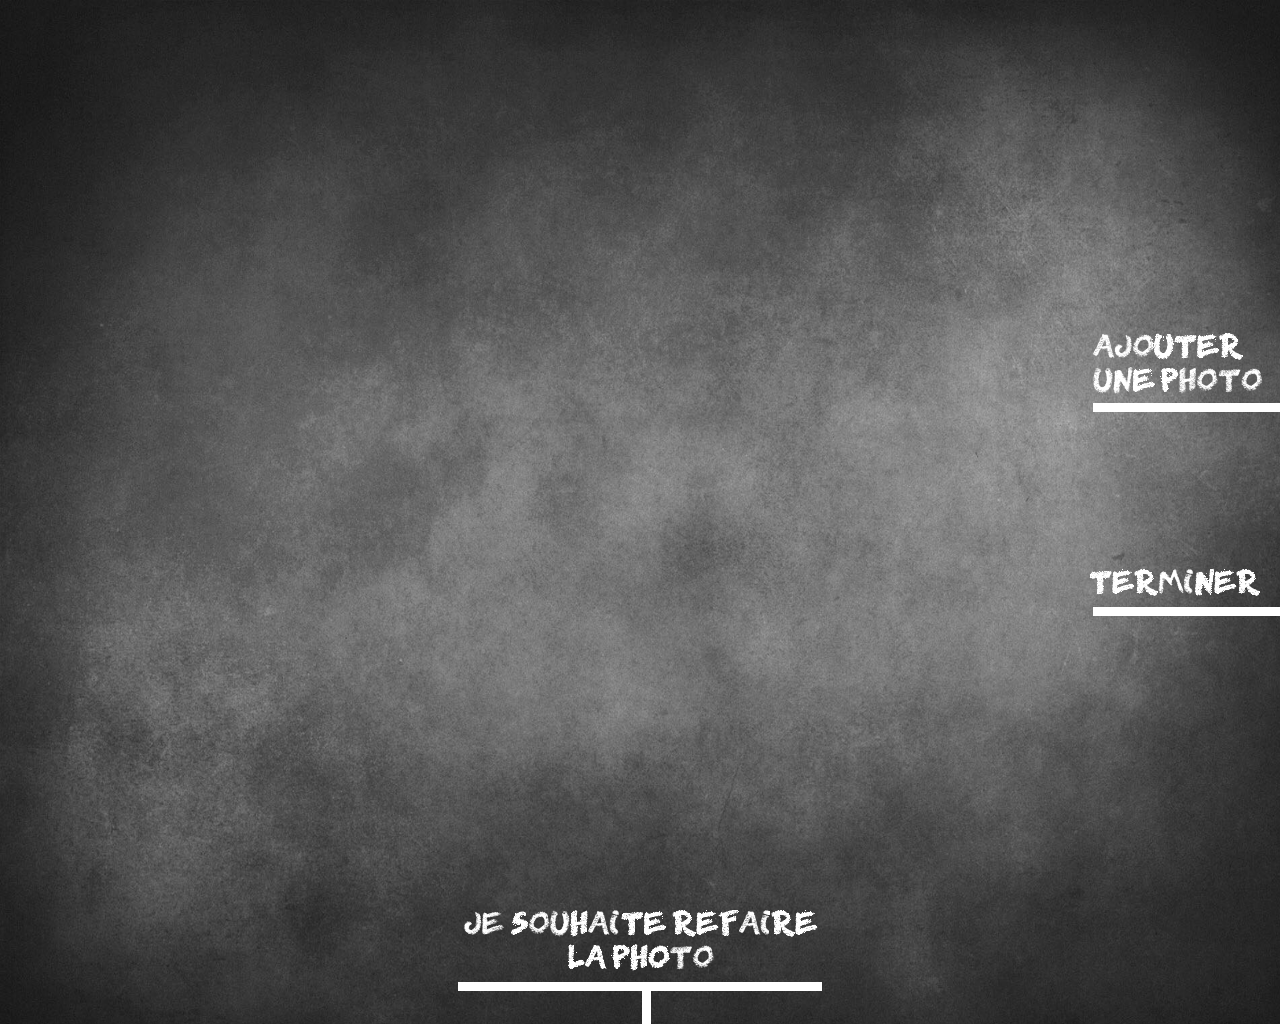 AJOUTER
UNE PHOTO
TERMINER
JE SOUHAITE REFAIRE
LA PHOTO